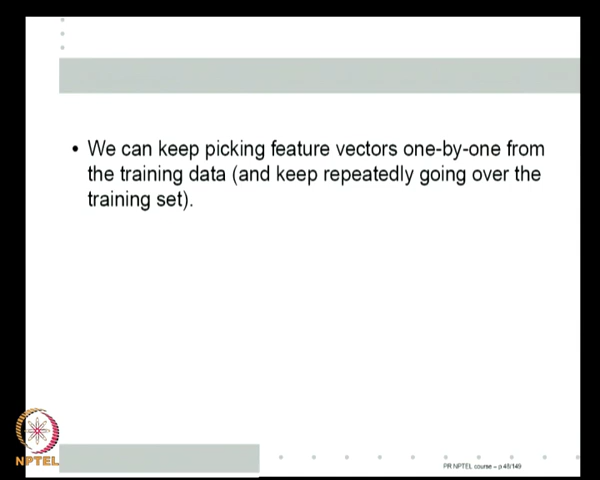 • We can keep picking feature vectors one-by-one from
the training data (and keep repeatedly going over the
training set).
NPTEL
PR NPTEL course – p.48/149